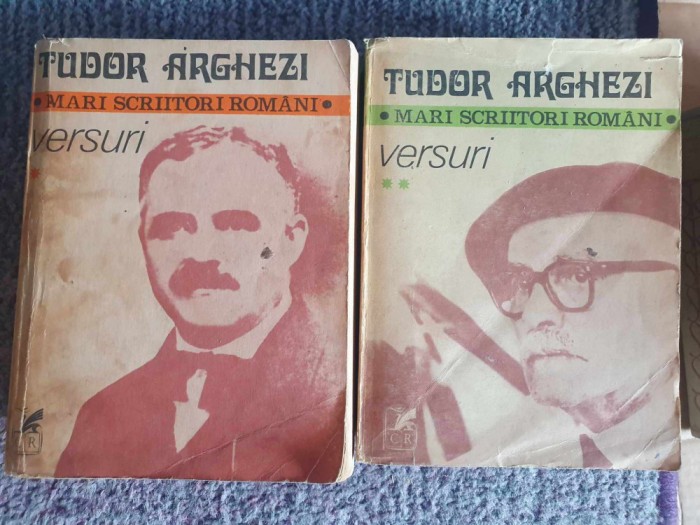 TUDOR ARGHEZI
• MARI SCRIITORI ROMÂNI •
versuri
*
C R
TUDOR ARGHEZI
• MARI SCRIITORI ROMÂNI •
versuri
**
C R